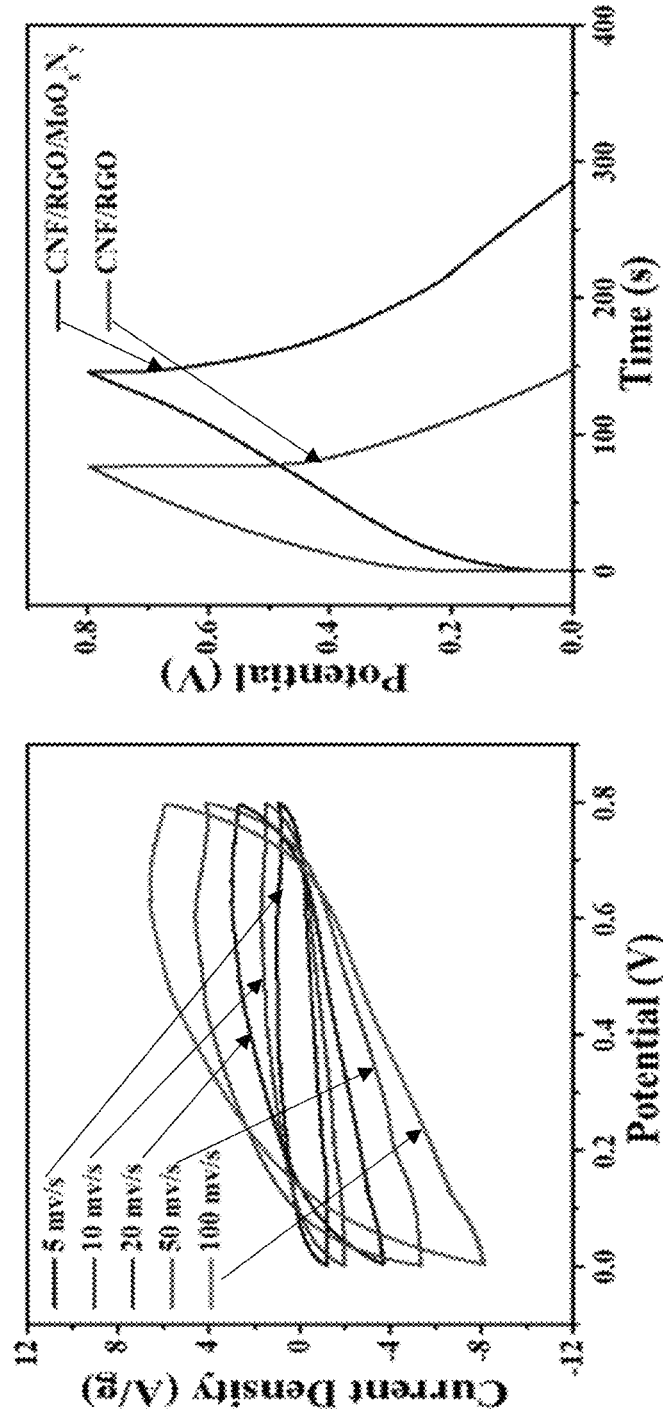 12
8
4
0
-4
-8
-12
Current Density (A/g)
5 mv/s
10 mv/s
20 mv/s
50 mv/s
100 mv/s
0.0
0.2
0.4
0.6
0.8
Potential (V)
0.8
0.6
0.4
0.2
0.0
Potential (V)
CNF/RGO/MoOxNy
CNF/RGO
0
100
200
300
400
Time (s)